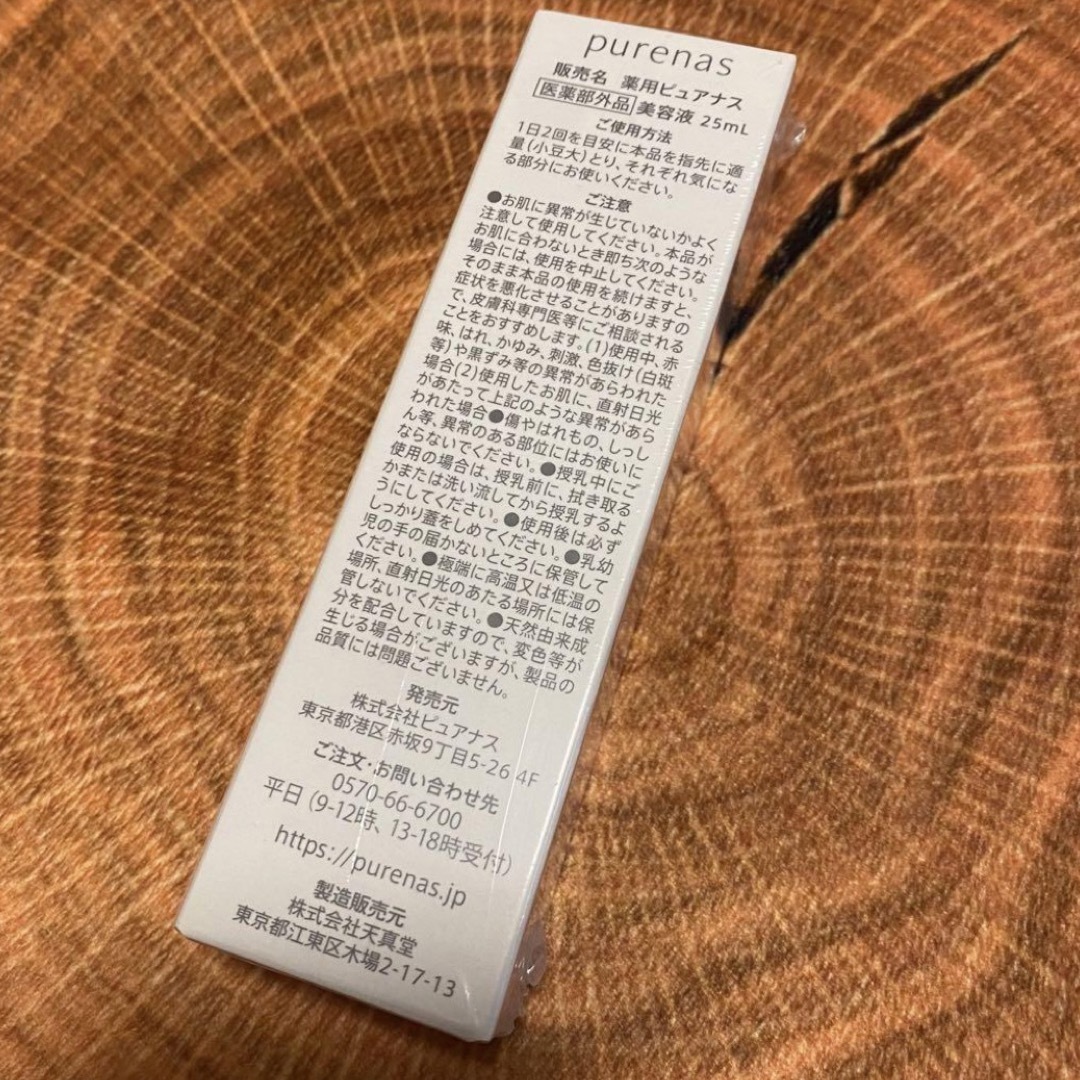 purenas
販売名 薬用ピュアナス
医薬部外品 美容液 25mL
ご使用方法
1日2回を目安に本品を指先に適
量(小豆大)とり、それぞれ気にな
る部分にお使いください。
ご注意
●お肌に異常が生じていないかよく
注意して使用してください。本品が
お肌に合わないとき即ち次のような
場合には、使用を中止してください。
そのまま本品の使用を続けますと、
症状を悪化させることがありますの
で、皮膚科専門医等にご相談される
ことをおすすめします。(1)使用中、赤
味、はれ、かゆみ、刺激、色抜け(白斑
等)や黒ずみ等の異常があらわれた
場合(2)使用したお肌に、直射日光
があたって上記のような異常があら
われた場合●傷やはれもの、しっし
ん等、異常のある部位にはお使いに
ならないでください。●授乳中にご
使用の場合は、授乳前に、拭き取る
かまたは洗い流してから授乳するよ
うにしてください。●使用後は必ず
しっかり蓋をしめてください。●乳幼
児の手の届かないところに保管して
ください。●極端に高温又は低温の
場所、直射日光のあたる場所には保
管しないでください。●天然由来成
分を配合していますので、変色等が
生じる場合がございますが、製品の
品質には問題ございません。
発売元
株式会社ピュアナス
東京都港区赤坂9丁目5-26 4F
ご注文・お問い合わせ先
0570-66-6700
平日 (9-12時、13-18時受付)
https://purenas.jp
製造販売元
株式会社天真堂
東京都江東区木場2-17-13